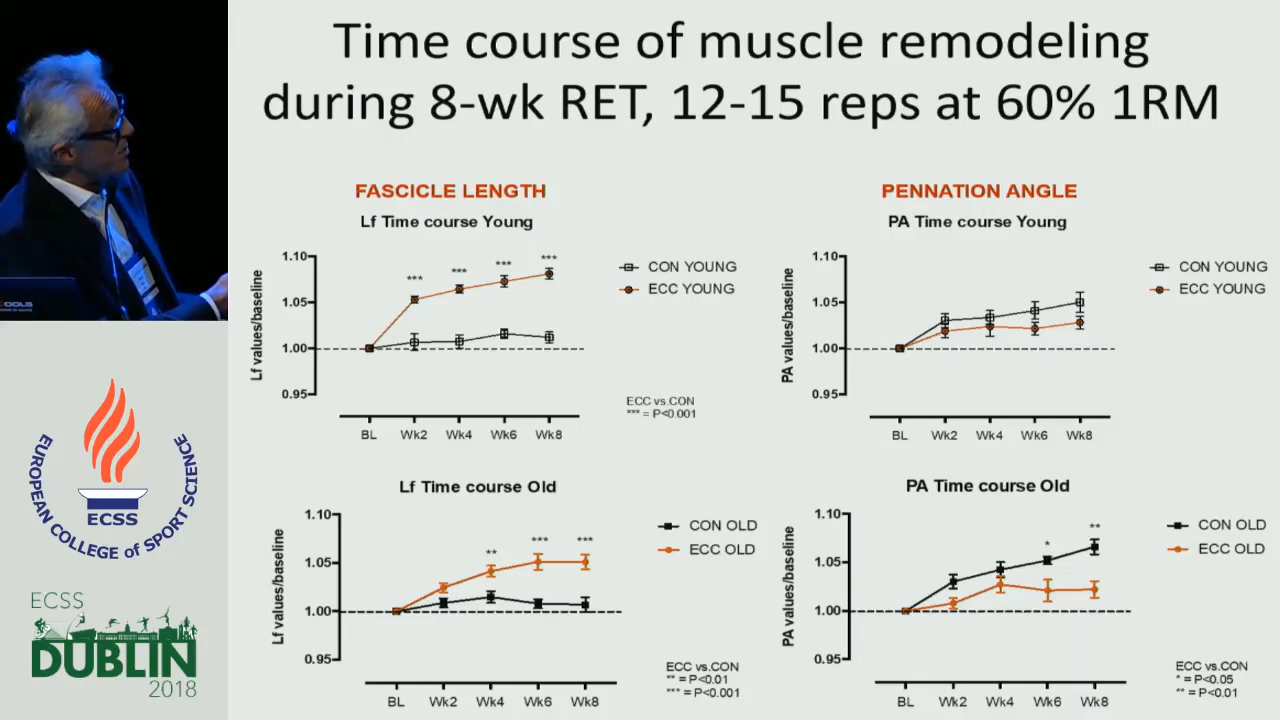 Time course of muscle remodeling
during 8-wk RET, 12-15 reps at 60% 1RM
FASCICLE LENGTH
Lf Time course Young
Lf values/baseline
1.10
1.05
1.00
0.95
***
***
***
***
CON YOUNG
ECC YOUNG
ECC vs.CON
*** = P<0.001
BL Wk2 Wk4 Wk6 Wk8
PENNATION ANGLE
PA Time course Young
PA values/baseline
1.10
1.05
1.00
0.95
CON YOUNG
ECC YOUNG
BL Wk2 Wk4 Wk6 Wk8
Lf Time course Old
Lf values/baseline
1.10
1.05
1.00
0.95
**
***
***
CON OLD
ECC OLD
ECC vs.CON
** = P<0.01
*** = P<0.001
BL Wk2 Wk4 Wk6 Wk8
PA Time course Old
PA values/baseline
1.10
1.05
1.00
0.95
*
**
CON OLD
ECC OLD
ECC vs.CON
* = P<0.05
** = P<0.01
BL Wk2 Wk4 Wk6 Wk8
EUROPEAN COLLEGE of SPORT SCIENCE
ECSS
ECSS
DUBLIN
2018